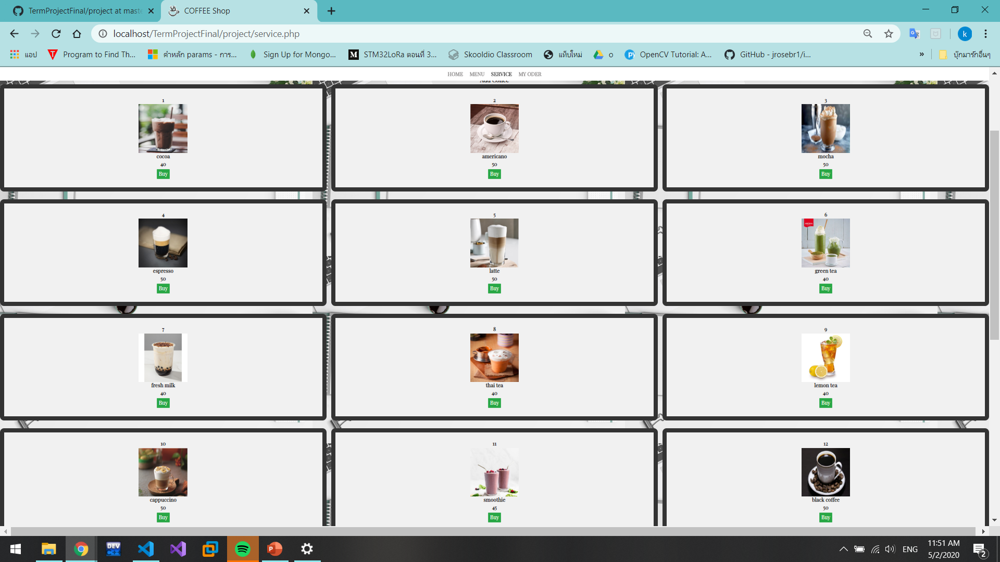 TermProjectFinal/project at maste
COFFEE Shop
localhost/TermProjectFinal/project/service.php
k
แอป
Program to Find Th...
คำหลัก params - การ...
Sign Up for Mongo...
STM32LoRa ตอนที่ 3...
Skooldio Classroom
แท็บใหม่
o
OpenCV Tutorial: A...
GitHub - jrosebr1/i...
»
บุ๊กมาร์กอื่นๆ
HOME MENU SERVICE MY ODER
Add Coffee
1
cocoa
40
Buy
2
americano
50
Buy
3
mocha
50
Buy
4
espresso
50
Buy
5
latte
50
Buy
6
green tea
40
Buy
7
fresh milk
40
Buy
8
thai tea
40
Buy
9
lemon tea
40
Buy
10
cappuccino
50
Buy
11
smoothie
45
Buy
12
black coffee
50
Buy
DEV
C++
ENG
11:51 AM
5/2/2020
2